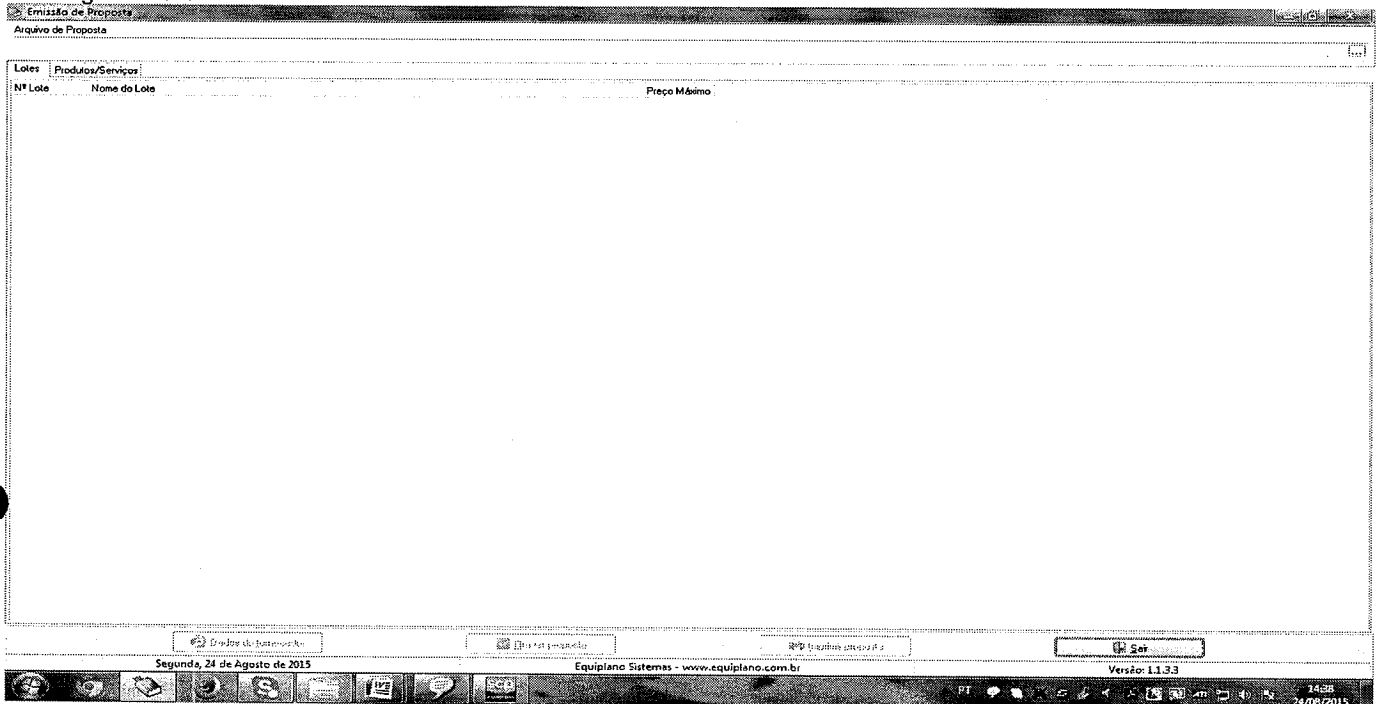 Emissão de Proposta
Arquivo de Proposta
...
Lotes Produtos/Serviços
Nº Lote Nome do Lote Preço Máximo
Sair
Segunda, 24 de Agosto de 2015 Equiplano Sistemas - www.equiplano.com.br Versão: 1.1.3.3
PT 14:38
24/08/2015